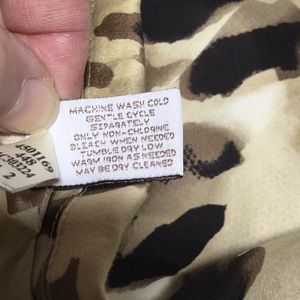 MACHINE WASH COLD
GENTLE CYCLE
SEPARATELY
ONLY NON-CHLORINE
BLEACH WHEN NEEDED
TUMBLE DRY LOW
WARM IRON AS NEEDED
MAY BE DRY CLEANED
2